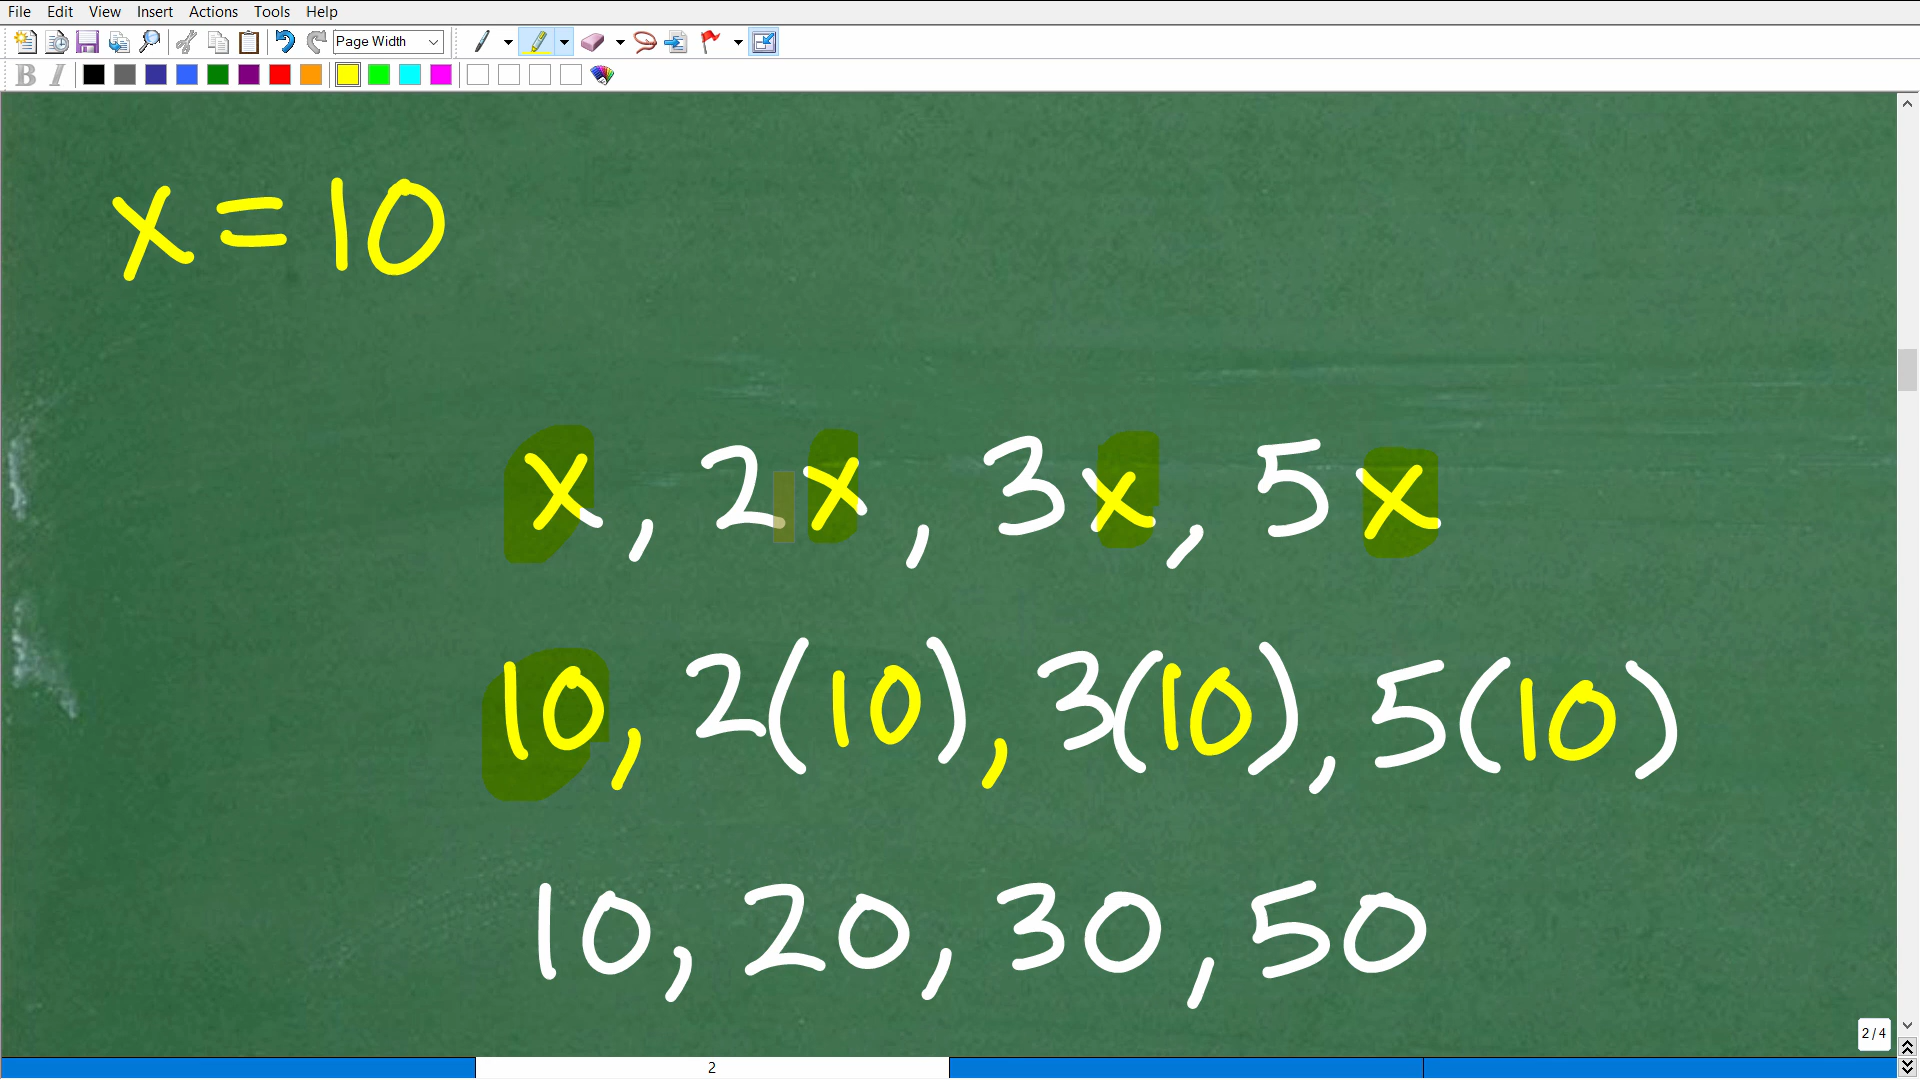 File Edit View Insert Actions Tools Help
Page Width
B I
x = 10
x, 2x, 3x, 5x
10, 2(10), 3(10), 5(10)
10, 20, 30, 50
2/4
2